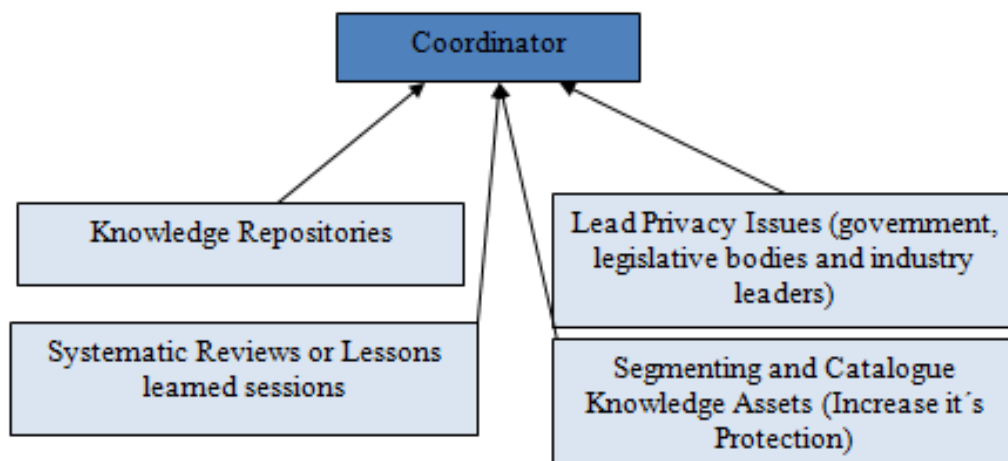 Coordinator
Knowledge Repositories
Lead Privacy Issues (government,
legislative bodies and industry
leaders)
Systematic Reviews or Lessons
learned sessions
Segmenting and Catalogue
Knowledge Assets (Increase it´s
Protection)